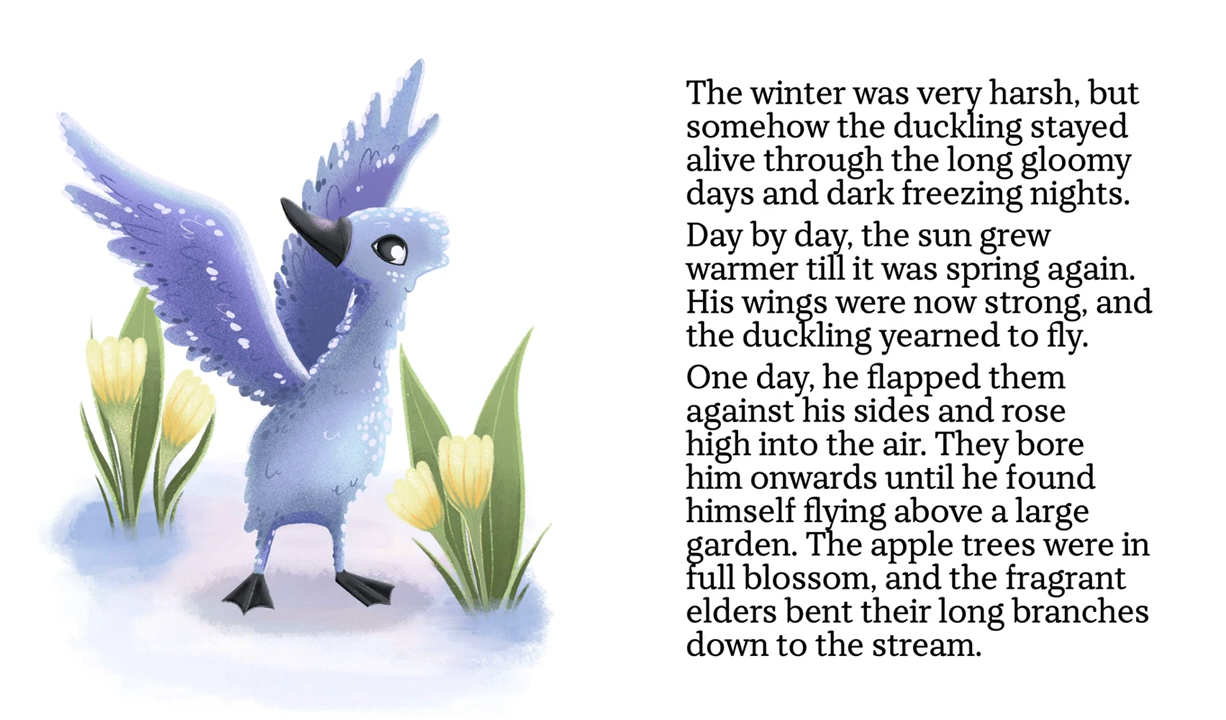 The winter was very harsh, but
somehow the duckling stayed
alive through the long gloomy
days and dark freezing nights.
Day by day, the sun grew
warmer till it was spring again.
His wings were now strong, and
the duckling yearned to fly.
One day, he flapped them
against his sides and rose
high into the air. They bore
him onwards until he found
himself flying above a large
garden. The apple trees were in
full blossom, and the fragrant
elders bent their long branches
down to the stream.